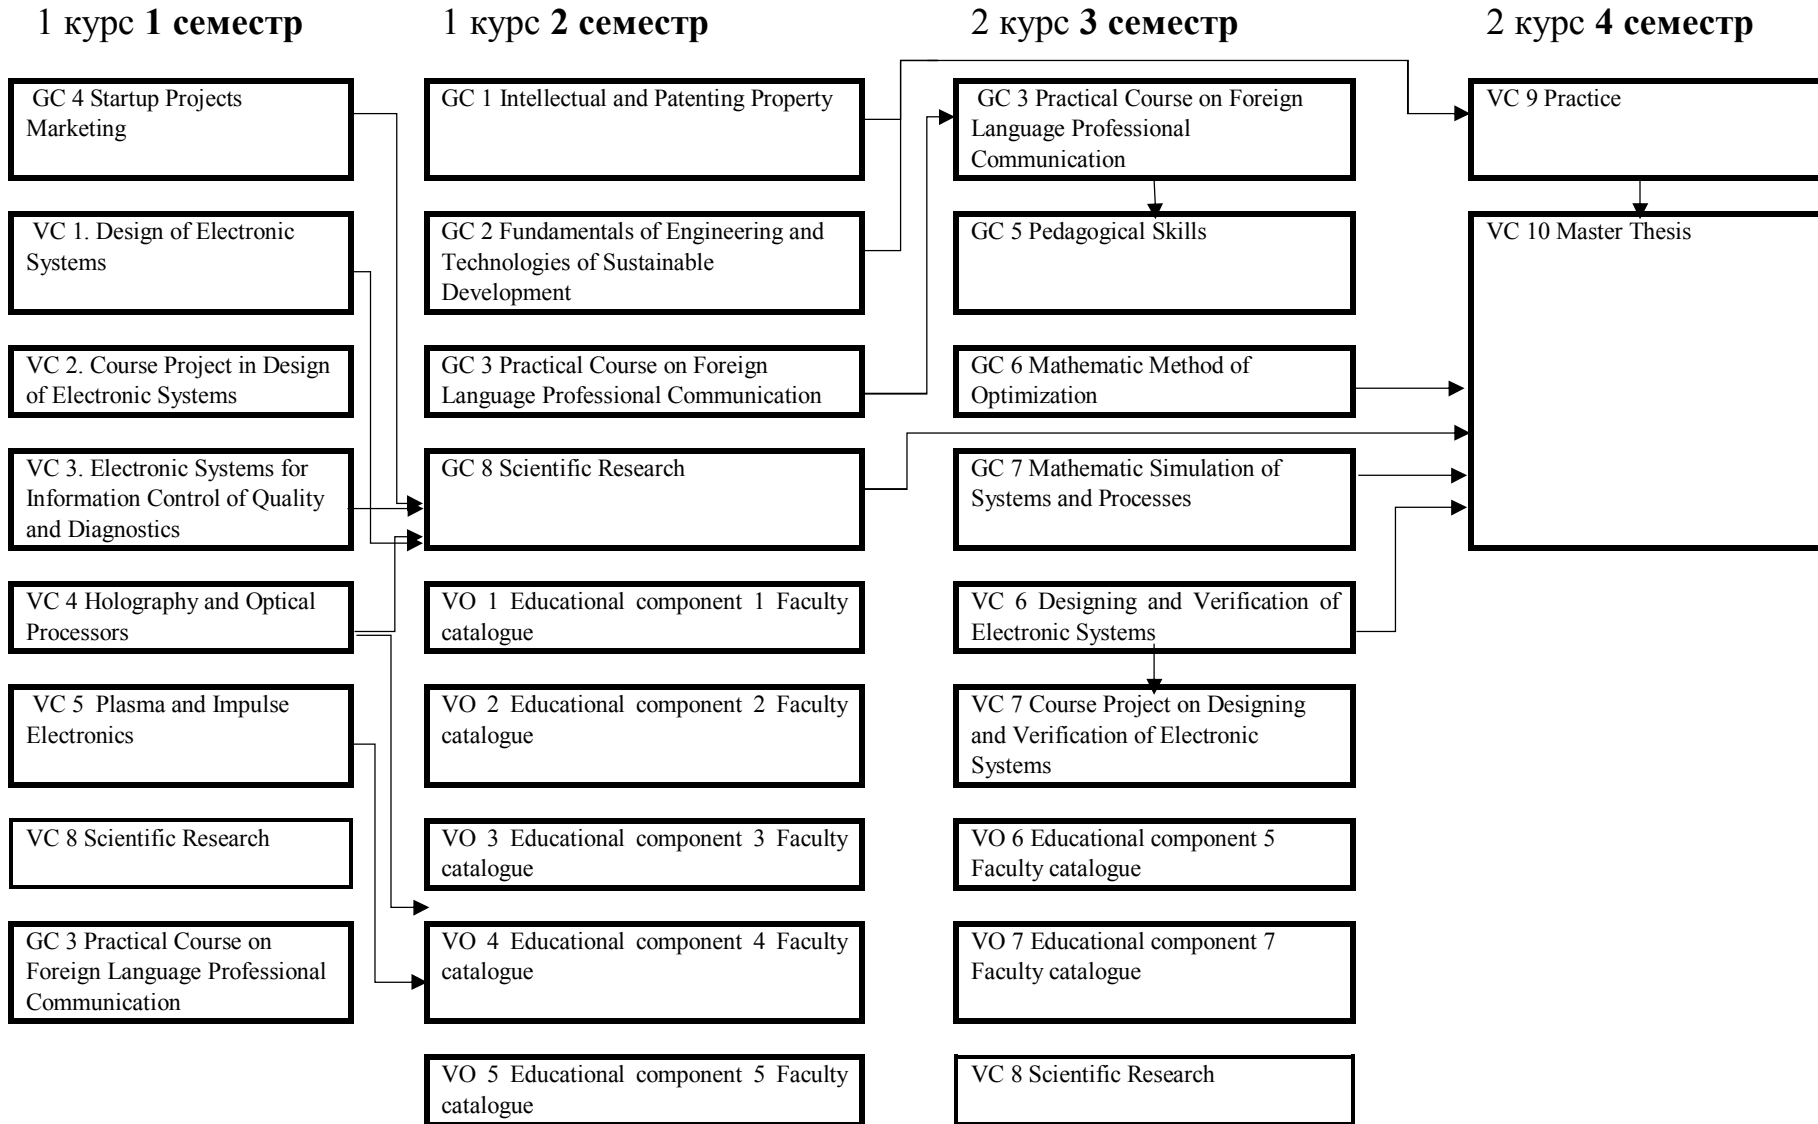 1 курс 1 семестр
GC 4 Startup Projects
Marketing
VC 1. Design of Electronic
Systems
VC 2. Course Project in Design
of Electronic Systems
VC 3. Electronic Systems for
Information Control of Quality
and Diagnostics
VC 4 Holography and Optical
Processors
VC 5 Plasma and Impulse
Electronics
VC 8 Scientific Research
GC 3 Practical Course on
Foreign Language Professional
Communication
1 курс 2 семестр
GC 1 Intellectual and Patenting Property
GC 2 Fundamentals of Engineering and
Technologies of Sustainable
Development
GC 3 Practical Course on Foreign
Language Professional Communication
GC 8 Scientific Research
VO 1 Educational component 1 Faculty
catalogue
VO 2 Educational component 2 Faculty
catalogue
VO 3 Educational component 3 Faculty
catalogue
VO 4 Educational component 4 Faculty
catalogue
VO 5 Educational component 5 Faculty
catalogue
2 курс 3 семестр
GC 3 Practical Course on Foreign
Language Professional
Communication
GC 5 Pedagogical Skills
GC 6 Mathematic Method of
Optimization
GC 7 Mathematic Simulation of
Systems and Processes
VC 6 Designing and Verification of
Electronic Systems
VC 7 Course Project on Designing
and Verification of Electronic
Systems
VO 6 Educational component 5
Faculty catalogue
VO 7 Educational component 7
Faculty catalogue
VC 8 Scientific Research
2 курс 4 семестр
VC 9 Practice
VC 10 Master Thesis